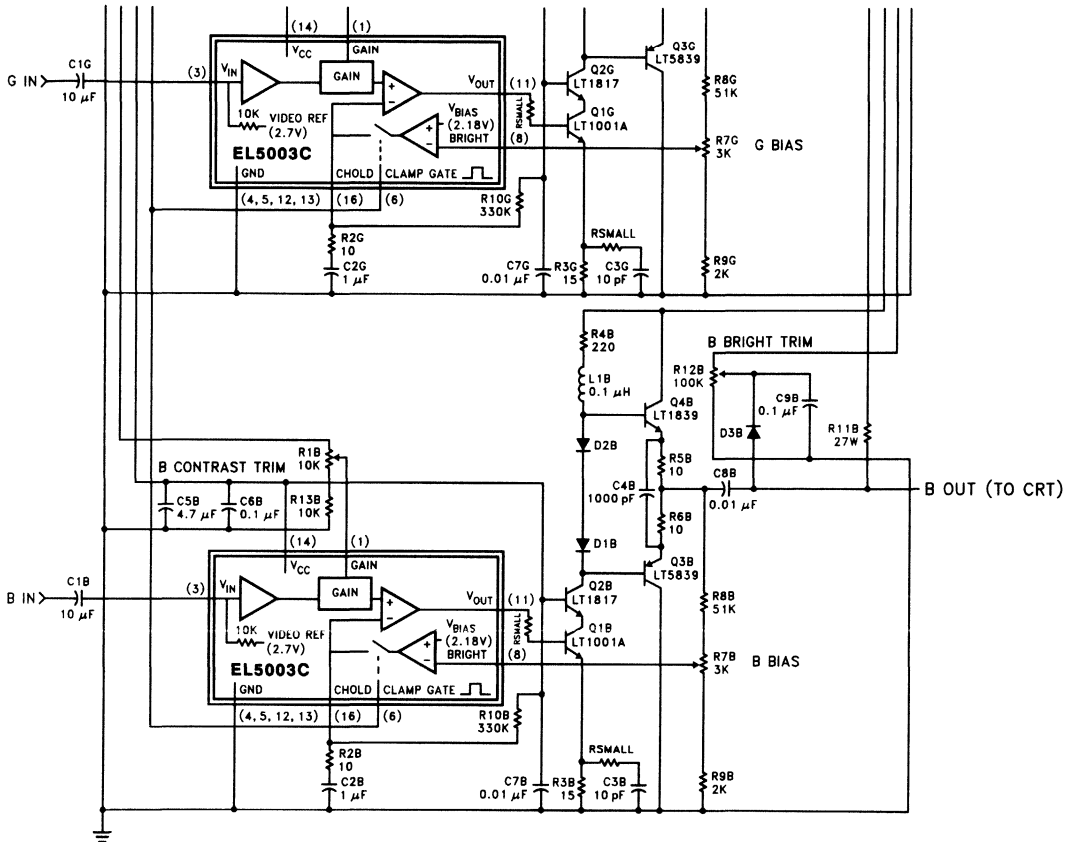 (14)
(1)
VCC
GAIN
G IN
C1G
10 µF
(3)
VIN
GAIN
10K
VIDEO REF
(2.7V)
EL5003C
VOUT
(11)
RSMALL
VBIAS
(2.18V)
BRIGHT
(8)
GND
CHOLD
CLAMP GATE
(4, 5, 12, 13)
(16)
(6)
R10G
330K
R2G
10
C2G
1 µF
Q3G
LT5839
Q2G
LT1817
Q1G
LT1001A
R8G
51K
R7G
3K
G BIAS
RSMALL
C7G
0.01 µF
R3G
15
C3G
10 pF
R9G
2K
R4B
220
L1B
0.1 µH
B BRIGHT TRIM
R12B
100K
Q4B
LT1839
C9B
0.1 µF
D3B
R11B
27W
D2B
R5B
10
C4B
1000 pF
C8B
0.01 µF
B OUT (TO CRT)
R6B
10
D1B
B CONTRAST TRIM
R1B
10K
C5B
4.7 µF
C6B
0.1 µF
R13B
10K
(14)
(1)
VCC
GAIN
B IN
C1B
10 µF
(3)
VIN
GAIN
10K
VIDEO REF
(2.7V)
EL5003C
VOUT
(11)
RSMALL
VBIAS
(2.18V)
BRIGHT
(8)
GND
CHOLD
CLAMP GATE
(4, 5, 12, 13)
(16)
(6)
R10B
330K
R2B
10
C2B
1 µF
Q3B
LT5839
Q2B
LT1817
Q1B
LT1001A
R8B
51K
R7B
3K
B BIAS
RSMALL
C7B
0.01 µF
R3B
15
C3B
10 pF
R9B
2K